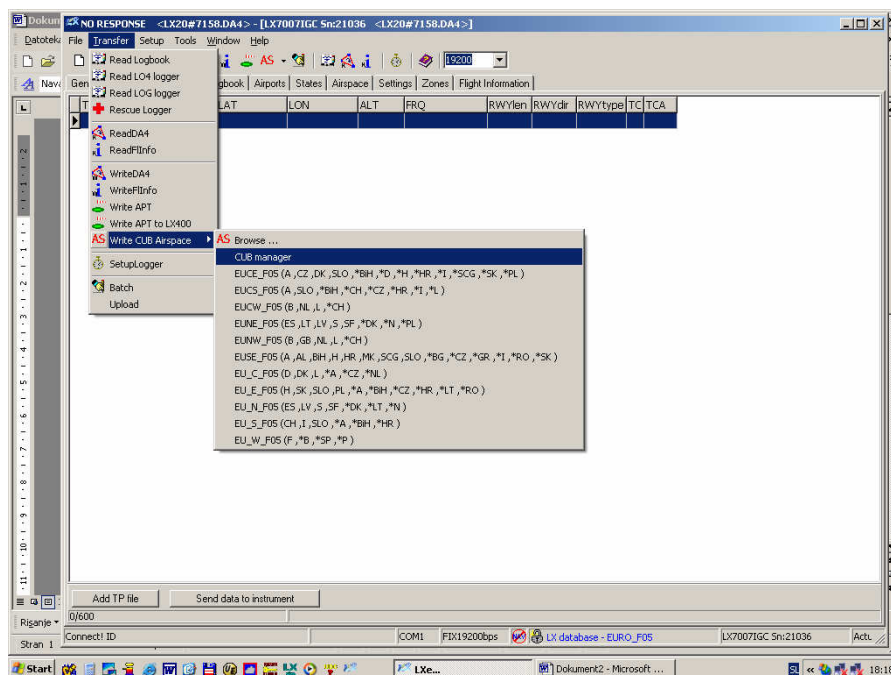 Dokum
NO RESPONSE <LX20#7158.DA4> - [LX7007IGC Sn:21036 <LX20#7158.DA4>]
Datoteka
File Transfer Setup Tools Window Help
AS 19200
Nava
Gen
gbook Airports States Airspace Settings Zones Flight Information
T LAT LON ALT FRQ RWYlen RWYdir RWYtype TC TCA
Read Logbook
Read LO4 logger
Read LOG logger
Rescue Logger
ReadDA4
ReadFlInfo
WriteDA4
WriteFlInfo
Write APT
Write APT to LX400
AS Write CUB Airspace
SetupLogger
Batch
Upload
AS Browse ...
CUB manager
EUCE_F05 (A ,CZ ,DK ,SLO ,*BIH ,*D ,*H ,*HR ,*I ,*SCG ,*SK ,*PL )
EUCS_F05 (A ,SLO ,*BIH ,*CH ,*CZ ,*HR ,*I ,*L )
EUCW_F05 (B ,NL ,L ,*CH )
EUNE_F05 (ES ,LT ,LV ,S ,SF ,*DK ,*N ,*PL )
EUNW_F05 (B ,GB ,NL ,L ,*CH )
EUSE_F05 (A ,AL ,BIH ,H ,HR ,MK ,SCG ,SLO ,*BG ,*CZ ,*GR ,*I ,*RO ,*SK )
EU_C_F05 (D ,DK ,L ,*A ,*CZ ,*NL )
EU_E_F05 (H ,SK ,SLO ,PL ,*A ,*BIH ,*CZ ,*HR ,*LT ,*RO )
EU_N_F05 (ES ,LV ,S ,SF ,*DK ,*LT ,*N )
EU_S_F05 (CH ,I ,SLO ,*A ,*BIH ,*HR )
EU_W_F05 (F ,*B ,*SP ,*P )
Add TP file Send data to instrument
0/600
Risanje
Connect! ID COM1 FIX19200bps LX database - EURO_F05 LX7007IGC Sn:21036 Actu
Stran 1
Start LXe... Dokument2 - Microsoft ... SL 18:18